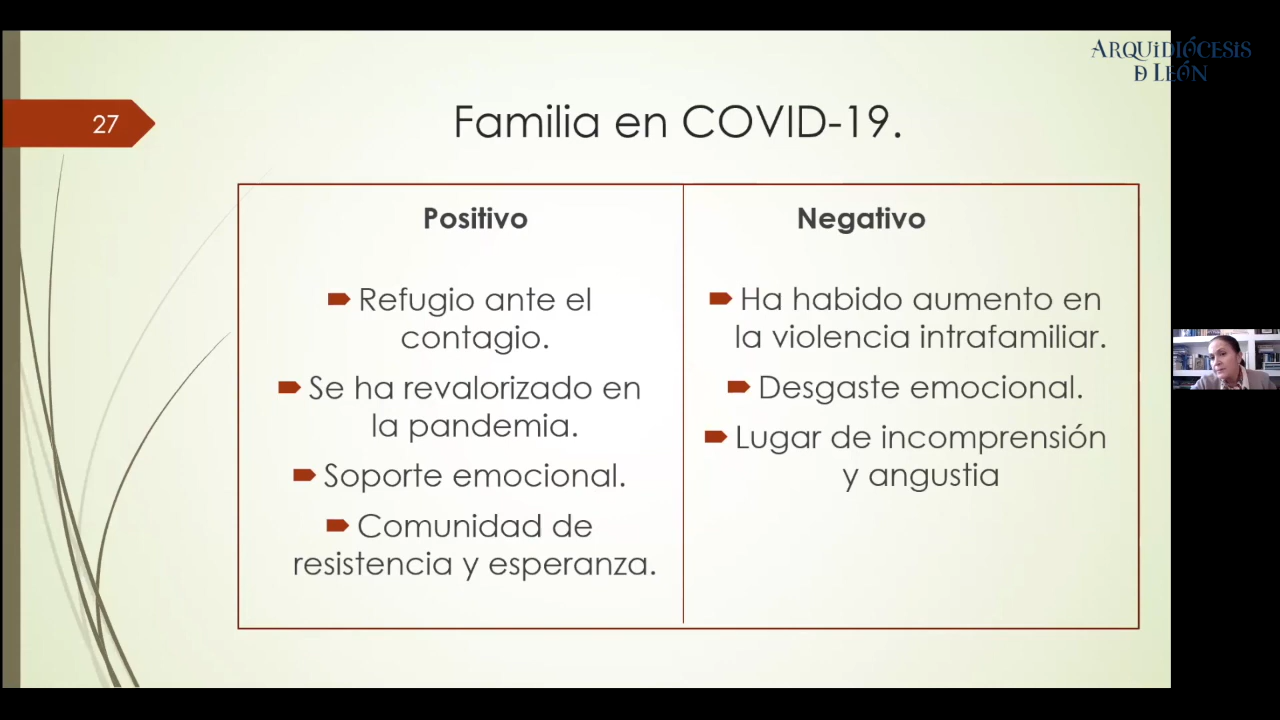 ARQUIDIÓCESIS
D LEÓN
27
Familia en COVID-19.
Positivo
Refugio ante el
contagio.
Se ha revalorizado en
la pandemia.
Soporte emocional.
Comunidad de
resistencia y esperanza.
Negativo
Ha habido aumento en
la violencia intrafamiliar.
Desgaste emocional.
Lugar de incomprensión
y angustia